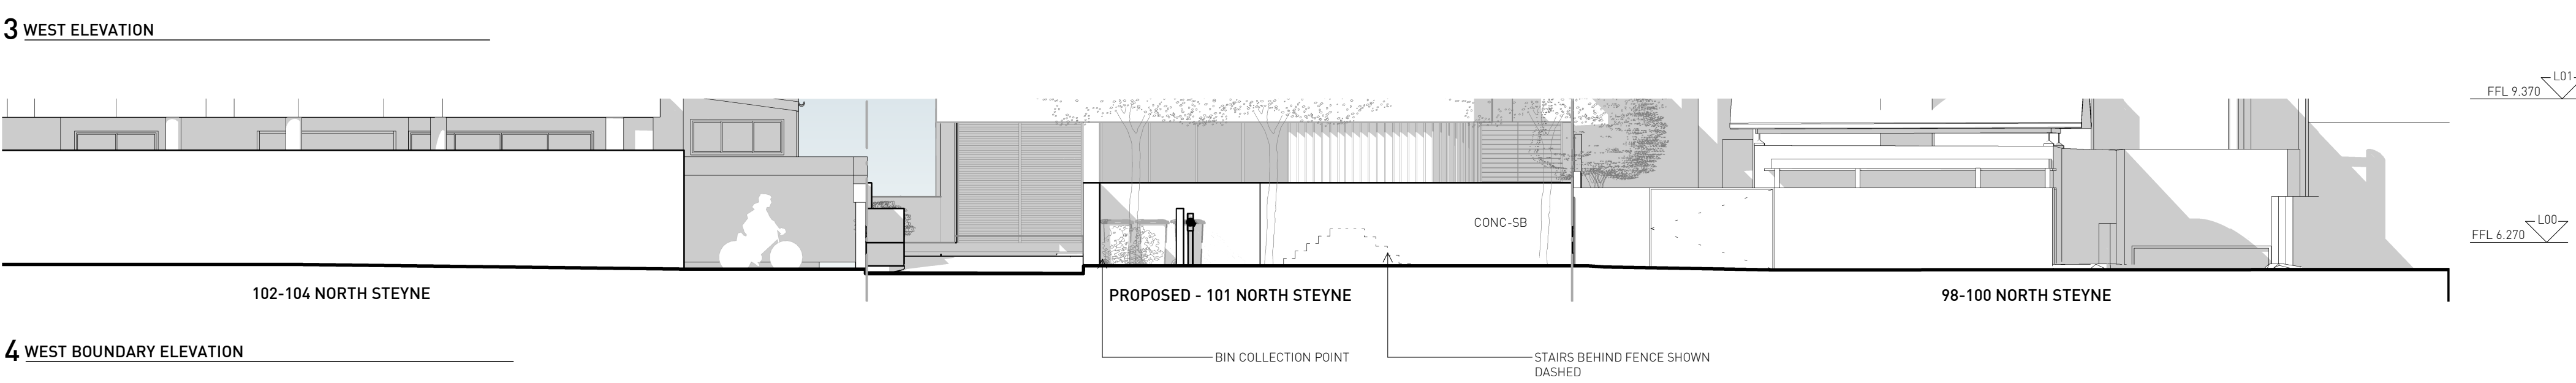 3 WEST ELEVATION
L01
FFL 9.370
CONC-SB
L00
FFL 6.270
102-104 NORTH STEYNE
PROPOSED - 101 NORTH STEYNE
98-100 NORTH STEYNE
4 WEST BOUNDARY ELEVATION
BIN COLLECTION POINT
STAIRS BEHIND FENCE SHOWN
DASHED